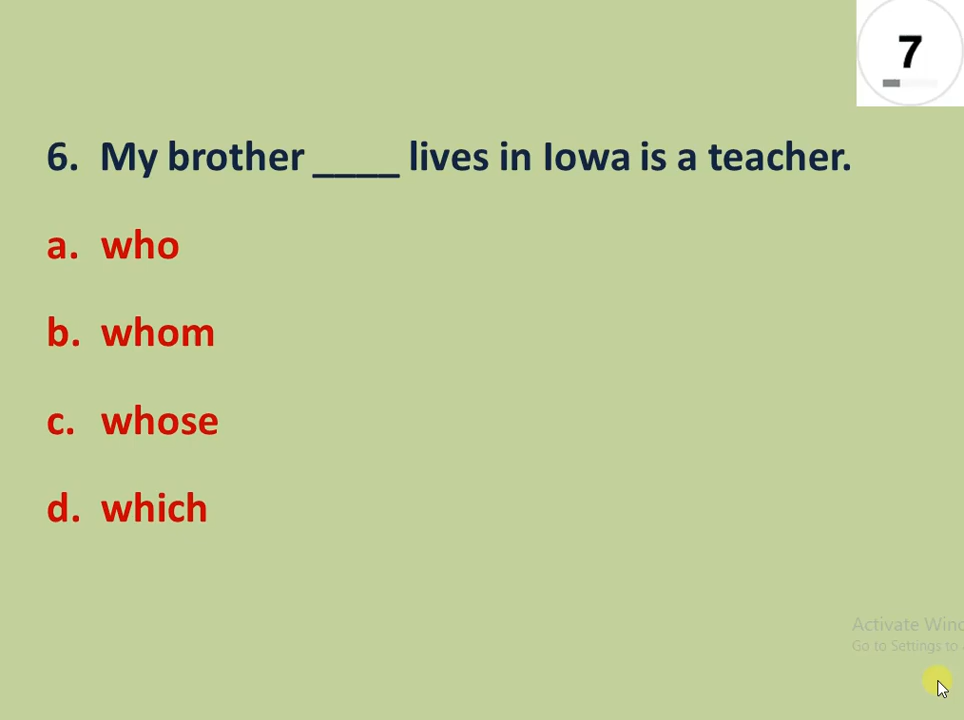 7
6. My brother ____ lives in Iowa is a teacher.
a. who
b. whom
c. whose
d. which
Activate Wind
Go to Settings to